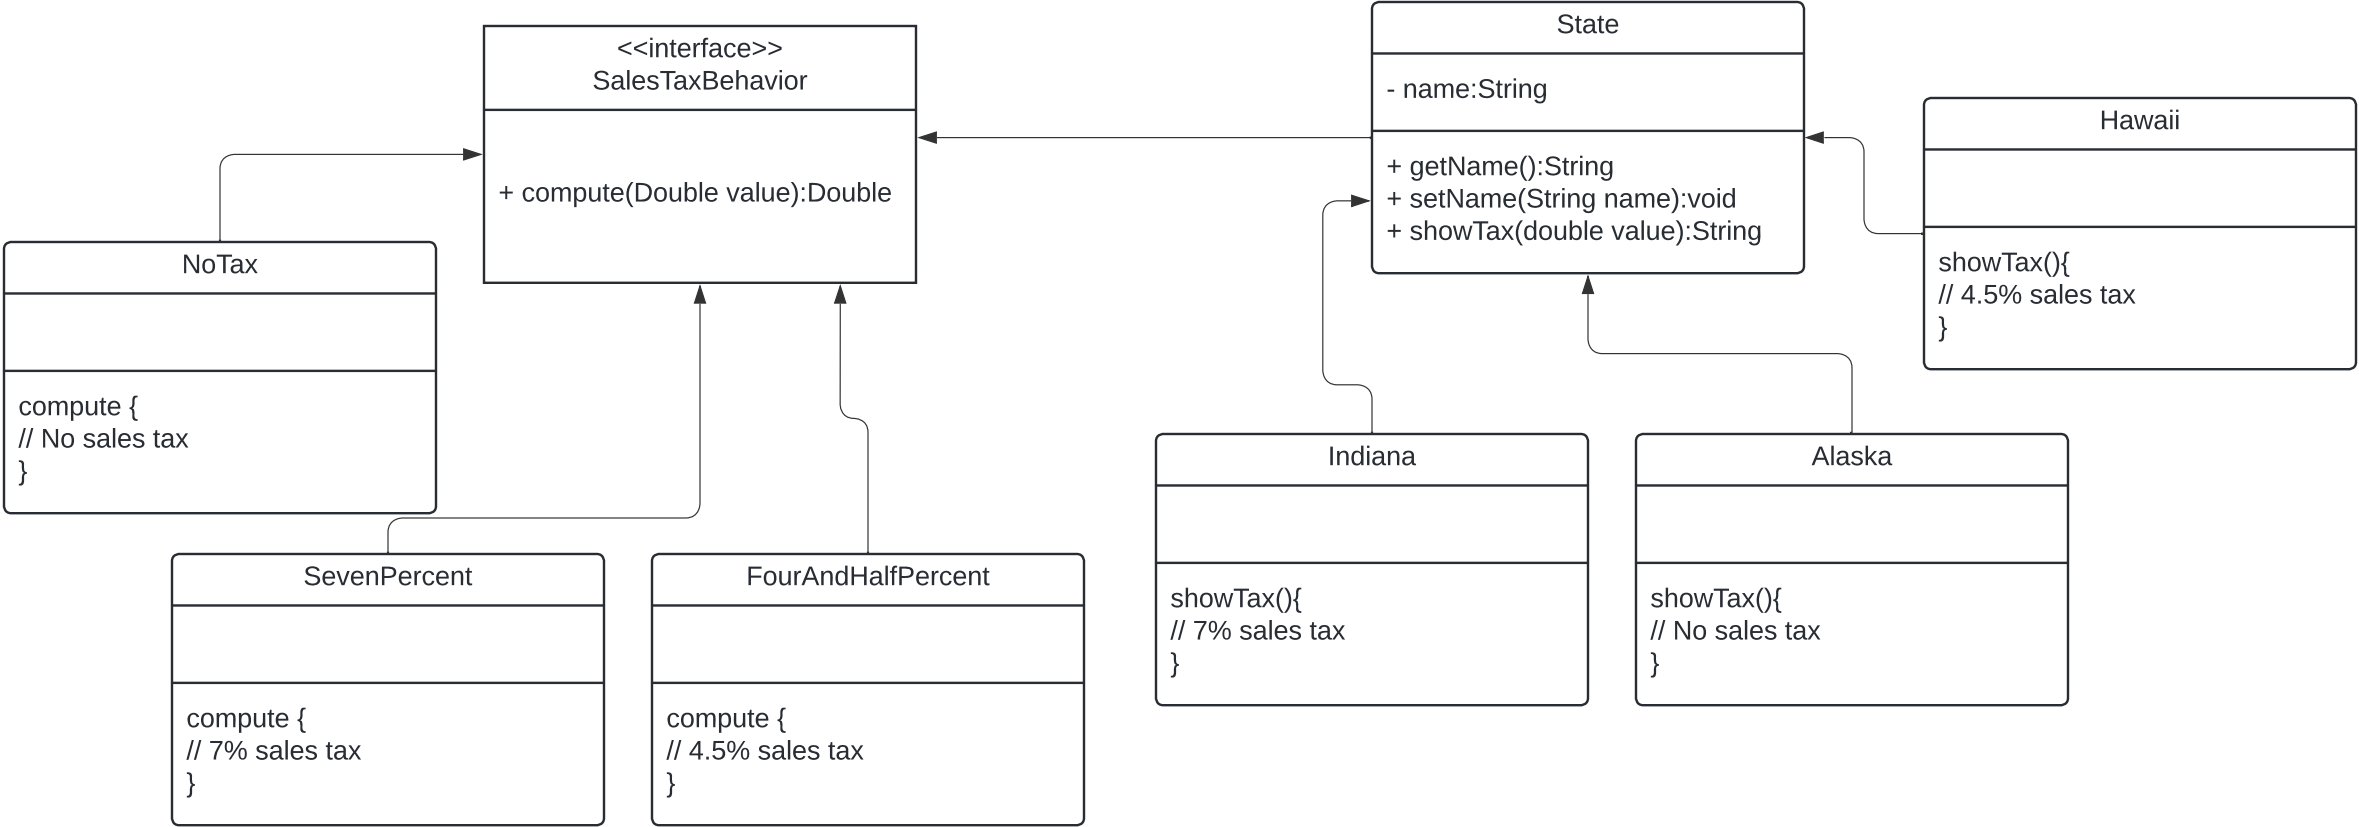 <<interface>>
SalesTaxBehavior
+ compute(Double value):Double
State
- name:String
+ getName():String
+ setName(String name):void
+ showTax(double value):String
Hawaii
showTax(){
// 4.5% sales tax
}
NoTax
compute {
// No sales tax
}
SevenPercent
compute {
// 7% sales tax
}
FourAndHalfPercent
compute {
// 4.5% sales tax
}
Indiana
showTax(){
// 7% sales tax
}
Alaska
showTax(){
// No sales tax
}